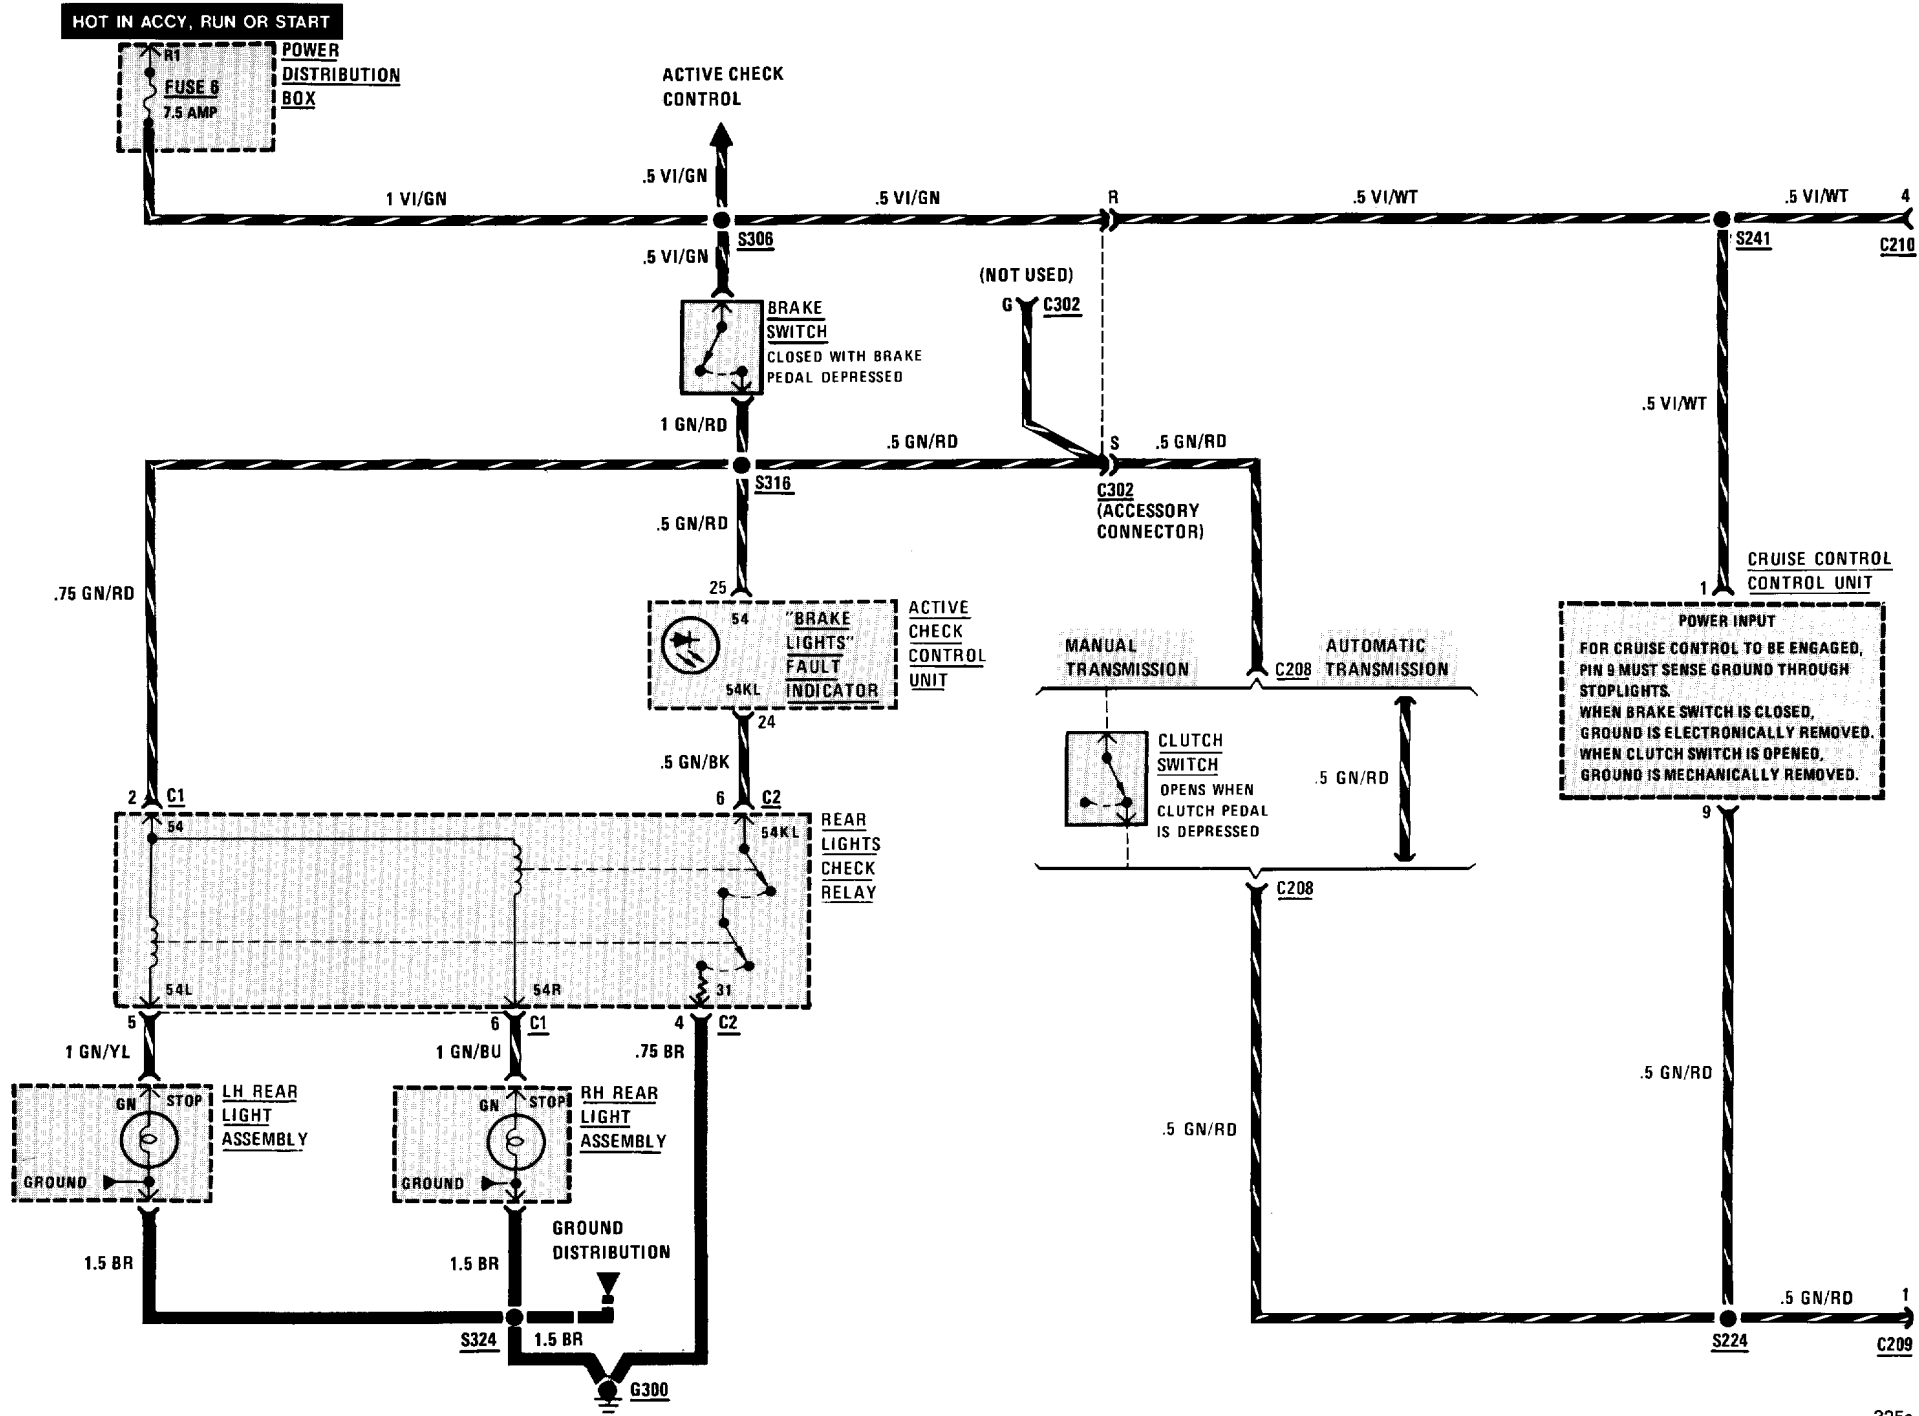 HOT IN ACCY, RUN OR START
R1
FUSE 6
7.5 AMP
POWER
DISTRIBUTION
BOX
ACTIVE CHECK
CONTROL
.5 VI/GN
1 VI/GN
.5 VI/GN
R
.5 VI/WT
.5 VI/WT
4
S306
S241
C210
.5 VI/GN
(NOT USED)
G
C302
BRAKE
SWITCH
CLOSED WITH BRAKE
PEDAL DEPRESSED
.5 VI/WT
1 GN/RD
.5 GN/RD
S
.5 GN/RD
S316
C302
(ACCESSORY
CONNECTOR)
.5 GN/RD
.75 GN/RD
25
54
"BRAKE
LIGHTS"
FAULT
INDICATOR
54KL
ACTIVE
CHECK
CONTROL
UNIT
24
.5 GN/BK
MANUAL
TRANSMISSION
AUTOMATIC
TRANSMISSION
C208
CLUTCH
SWITCH
OPENS WHEN
CLUTCH PEDAL
IS DEPRESSED
.5 GN/RD
C208
CRUISE CONTROL
CONTROL UNIT
1
POWER INPUT
FOR CRUISE CONTROL TO BE ENGAGED,
PIN 9 MUST SENSE GROUND THROUGH
STOPLIGHTS.
WHEN BRAKE SWITCH IS CLOSED,
GROUND IS ELECTRONICALLY REMOVED.
WHEN CLUTCH SWITCH IS OPENED,
GROUND IS MECHANICALLY REMOVED.
9
2
C1
6
C2
54
54KL
REAR
LIGHTS
CHECK
RELAY
54L
54R
31
5
6
C1
4
C2
1 GN/YL
1 GN/BU
.75 BR
GN
STOP
LH REAR
LIGHT
ASSEMBLY
GROUND
GN
STOP
RH REAR
LIGHT
ASSEMBLY
GROUND
.5 GN/RD
.5 GN/RD
GROUND
DISTRIBUTION
1.5 BR
1.5 BR
S324
1.5 BR
G300
.5 GN/RD
1
S224
C209